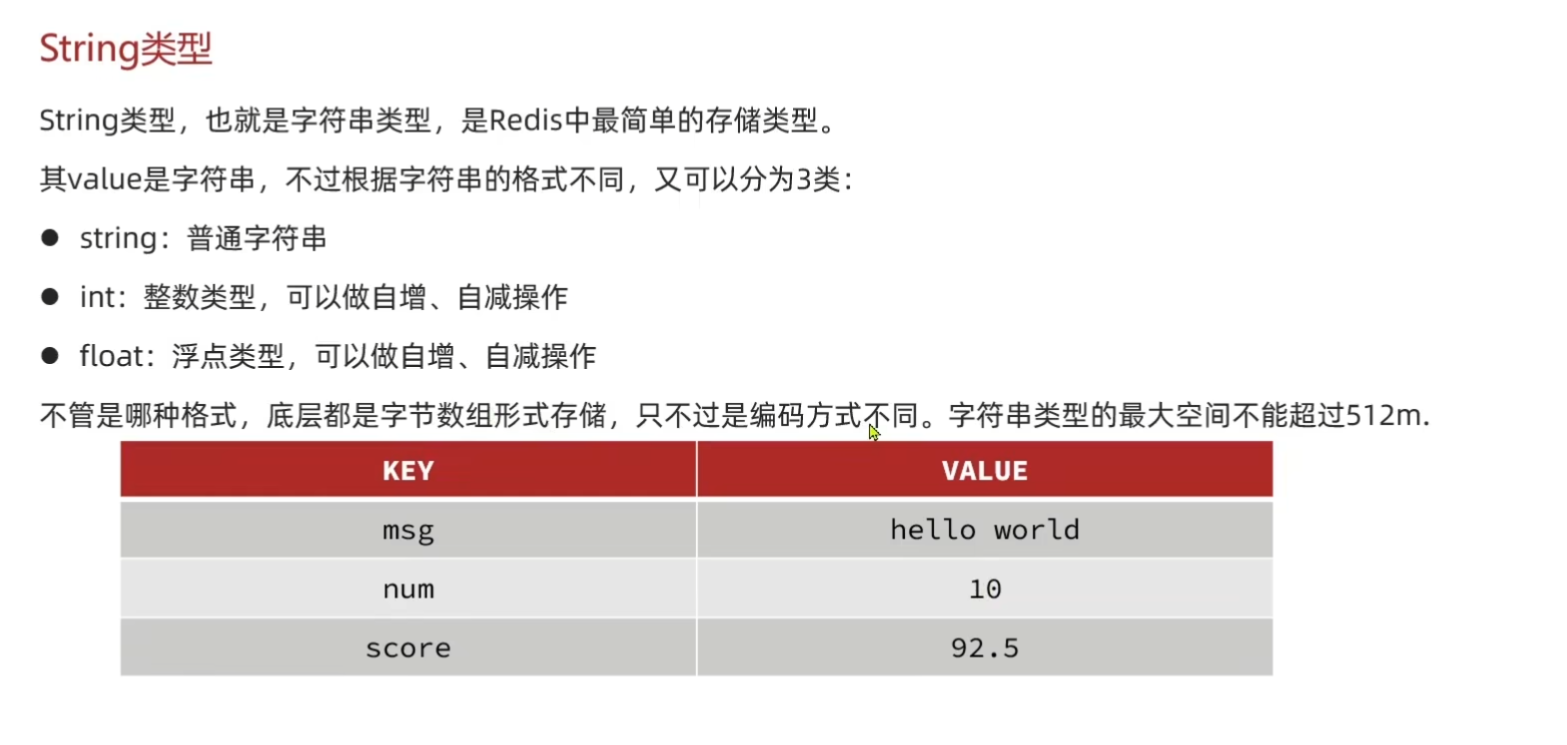 String类型
String类型，也就是字符串类型，是Redis中最简单的存储类型。
其value是字符串，不过根据字符串的格式不同，又可以分为3类：
● string：普通字符串
● int：整数类型，可以做自增、自减操作
● float：浮点类型，可以做自增、自减操作
不管是哪种格式，底层都是字节数组形式存储，只不过是编码方式不同。字符串类型的最大空间不能超过512m.
KEY VALUE
msg hello world
num 10
score 92.5